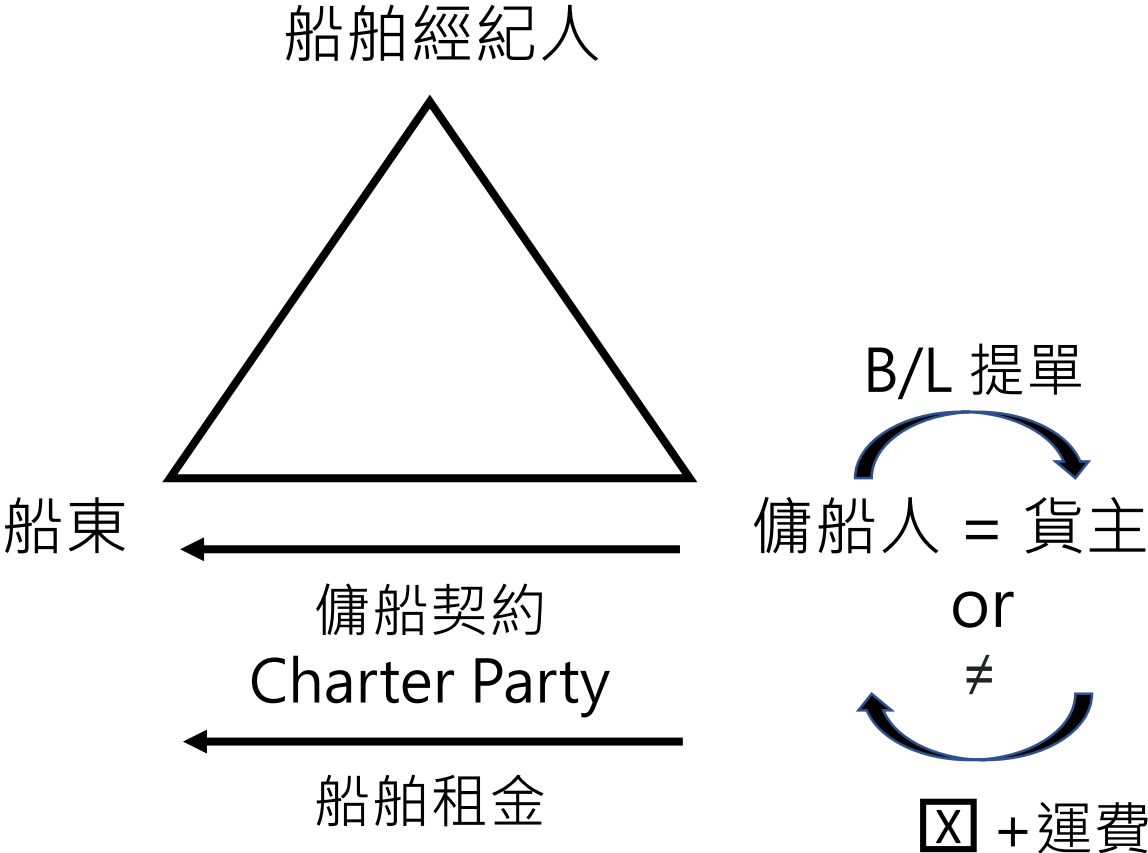 船舶經紀人
B/L 提單
船東
傭船人 = 貨主
or
≠
傭船契約
Charter Party
船舶租金
X +運費